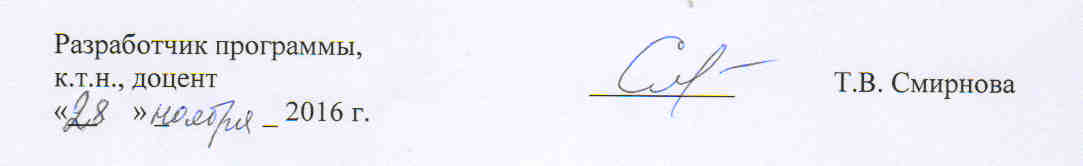 Разработчик программы,
к.т.н., доцент Т.В. Смирнова
«28» ноября _ 2016 г.